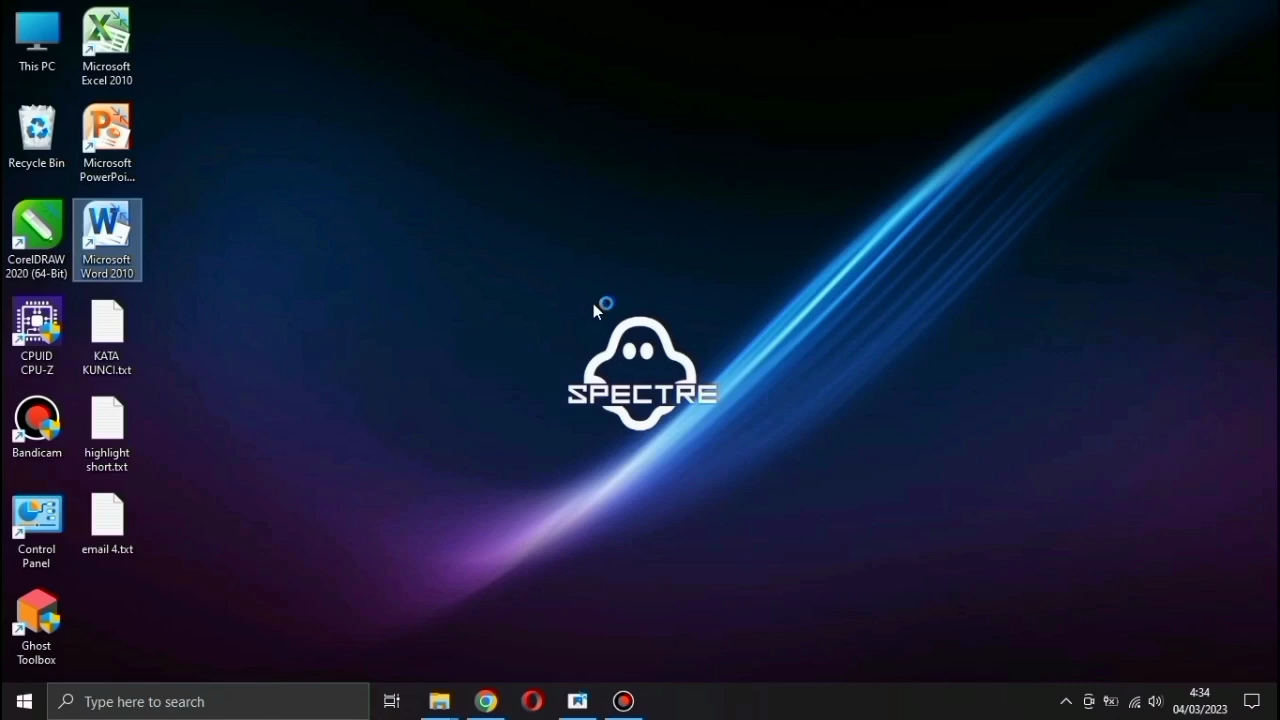 This PC
Microsoft
Excel 2010
Recycle Bin
Microsoft
PowerPoi...
CorelDRAW
2020 (64-Bit)
Microsoft
Word 2010
CPUID
CPU-Z
KATA
KUNCI.txt
Bandicam
highlight
short.txt
Control
Panel
email 4.txt
Ghost
Toolbox
SPECTRE
Type here to search
4:34
04/03/2023